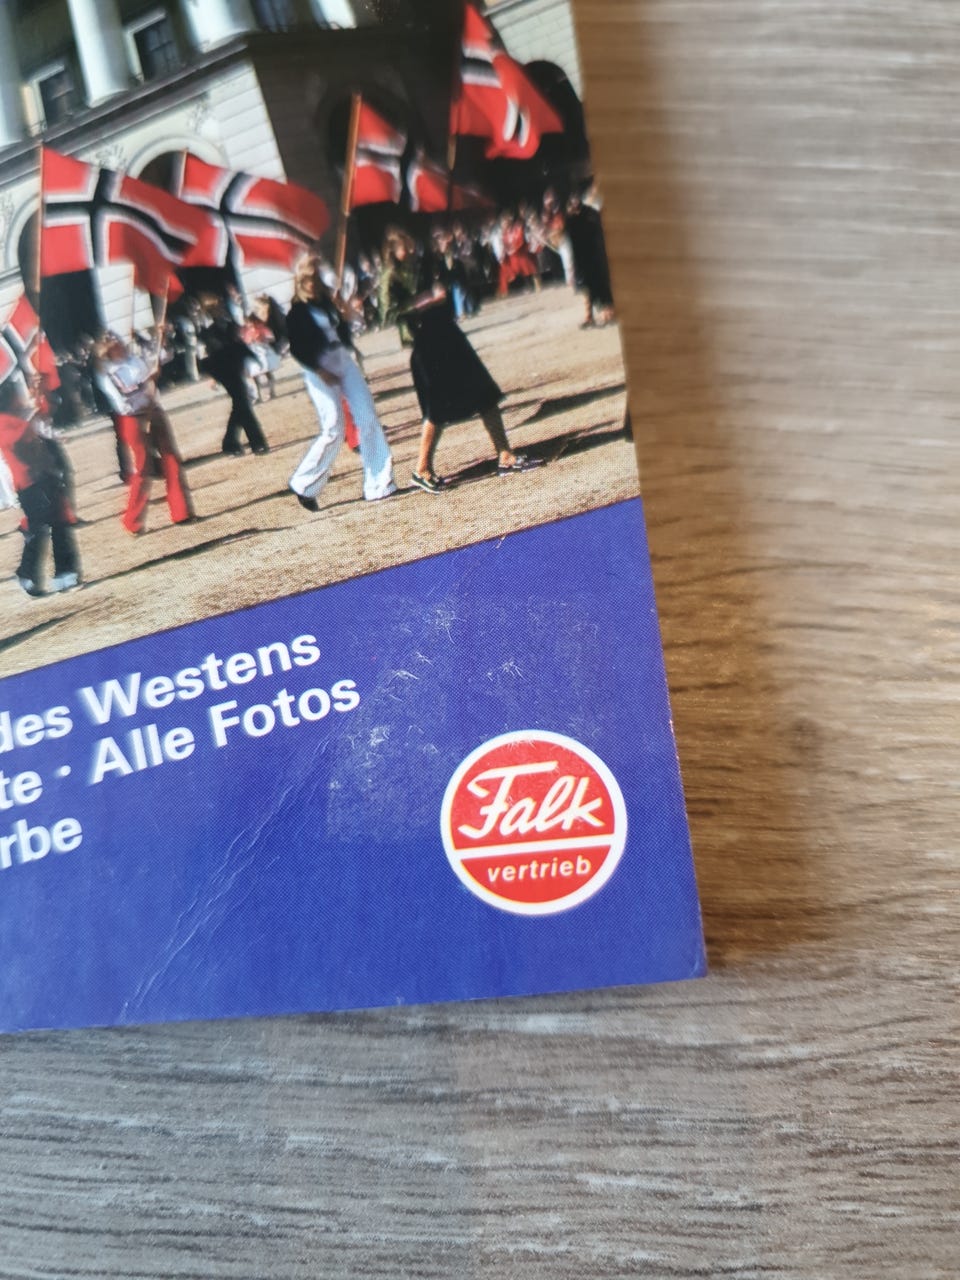 des Westens
te · Alle Fotos
rbe
Falk
vertrieb